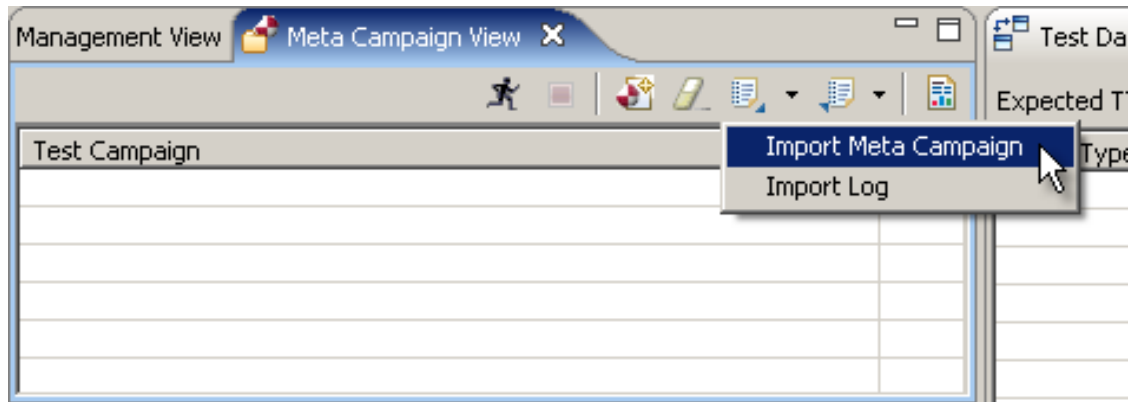 Management View
Meta Campaign View
Test Da
Expected T
Test Campaign
Import Meta Campaign
Type
Import Log